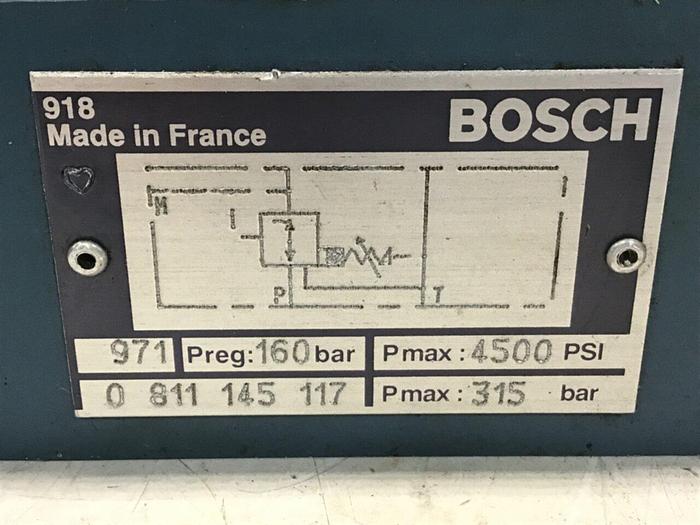 918
Made in France
BOSCH
M
P
T
971 Preg: 160 bar Pmax: 4500 PSI
0 811 145 117 Pmax: 315 bar